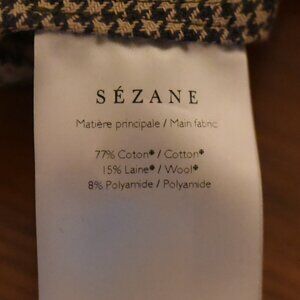 SÉZANE
Matière principale / Main fabric
77% Coton* / Cotton*
15% Laine* / Wool*
8% Polyamide / Polyamide